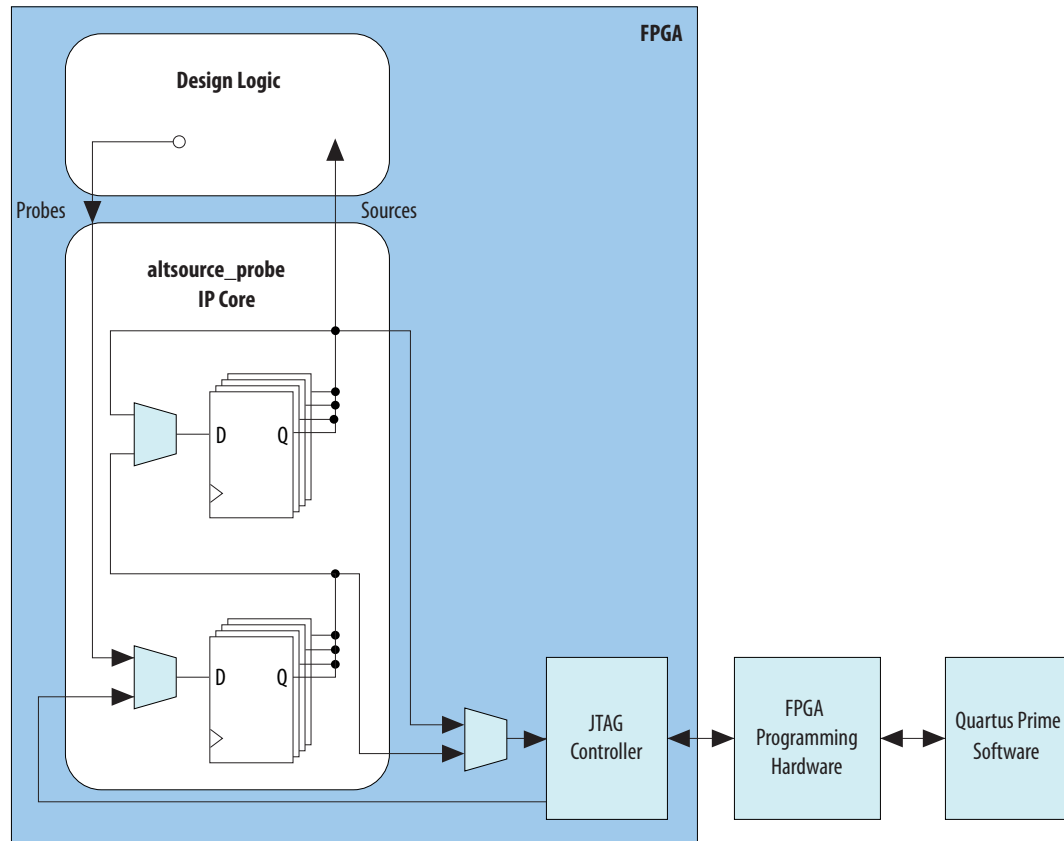 FPGA
Design Logic
Probes
Sources
altsource_probe
IP Core
D
Q
D
Q
JTAG
Controller
FPGA
Programming
Hardware
Quartus Prime
Software